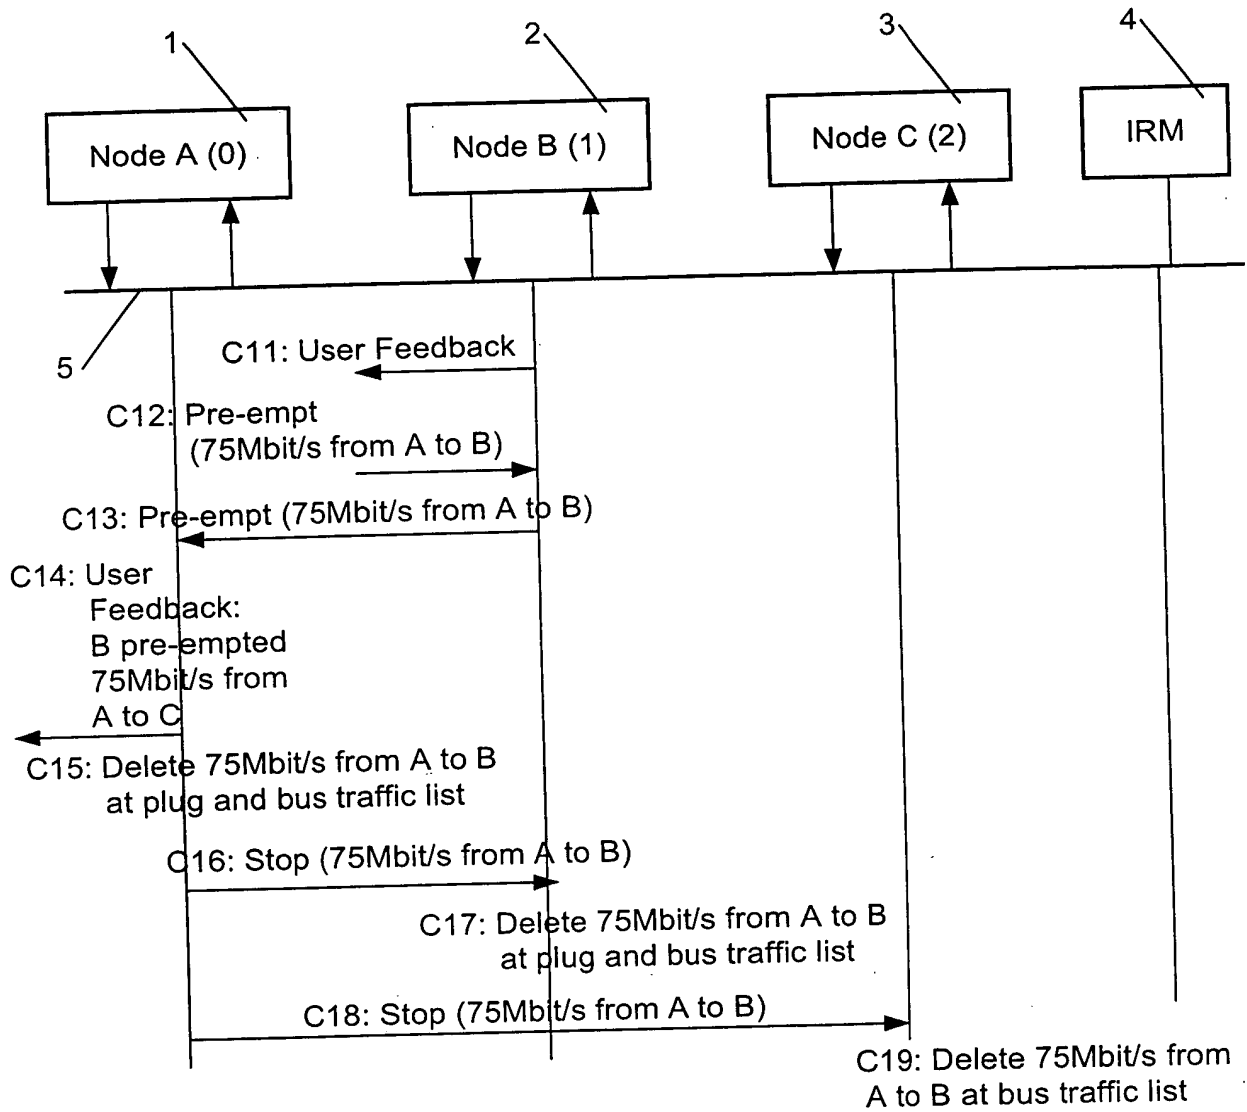 1
2
3
4
Node A (0)
Node B (1)
Node C (2)
IRM
5
C11: User Feedback
C12: Pre-empt
(75Mbit/s from A to B)
C13: Pre-empt (75Mbit/s from A to B)
C14: User
Feedback:
B pre-empted
75Mbit/s from
A to C
C15: Delete 75Mbit/s from A to B
at plug and bus traffic list
C16: Stop (75Mbit/s from A to B)
C17: Delete 75Mbit/s from A to B
at plug and bus traffic list
C18: Stop (75Mbit/s from A to B)
C19: Delete 75Mbit/s from
A to B at bus traffic list